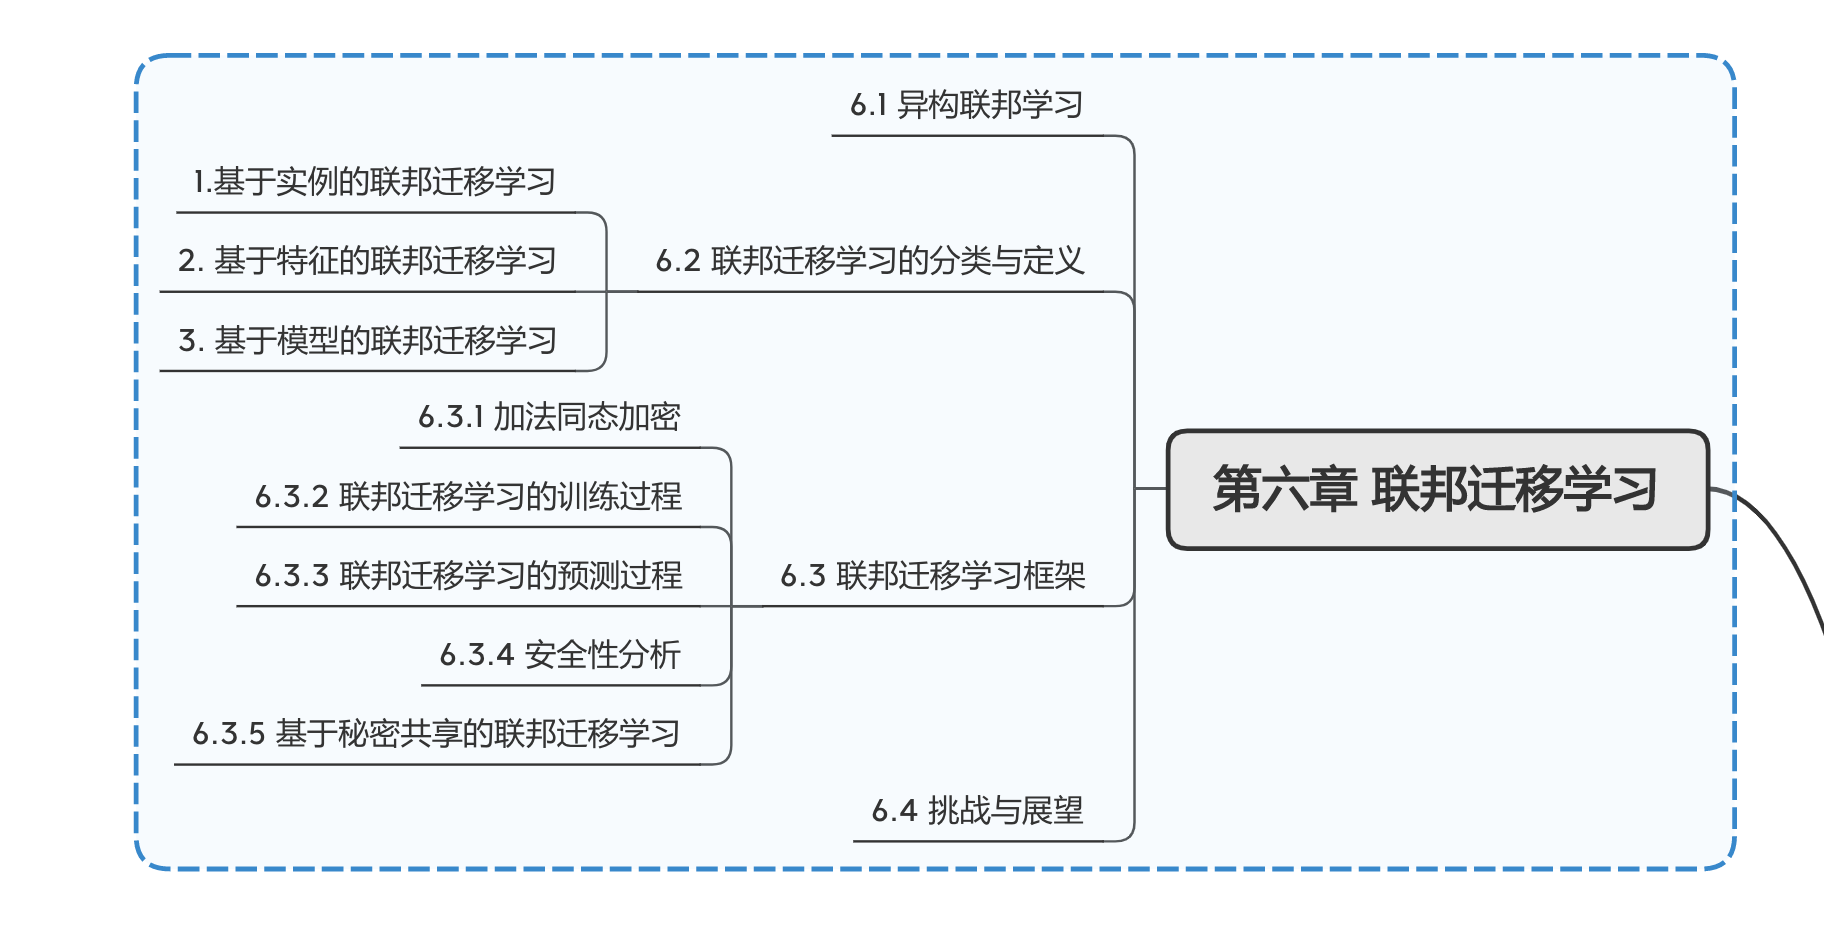 第六章 联邦迁移学习
6.1 异构联邦学习
6.2 联邦迁移学习的分类与定义
1.基于实例的联邦迁移学习
2. 基于特征的联邦迁移学习
3. 基于模型的联邦迁移学习
6.3 联邦迁移学习框架
6.3.1 加法同态加密
6.3.2 联邦迁移学习的训练过程
6.3.3 联邦迁移学习的预测过程
6.3.4 安全性分析
6.3.5 基于秘密共享的联邦迁移学习
6.4 挑战与展望